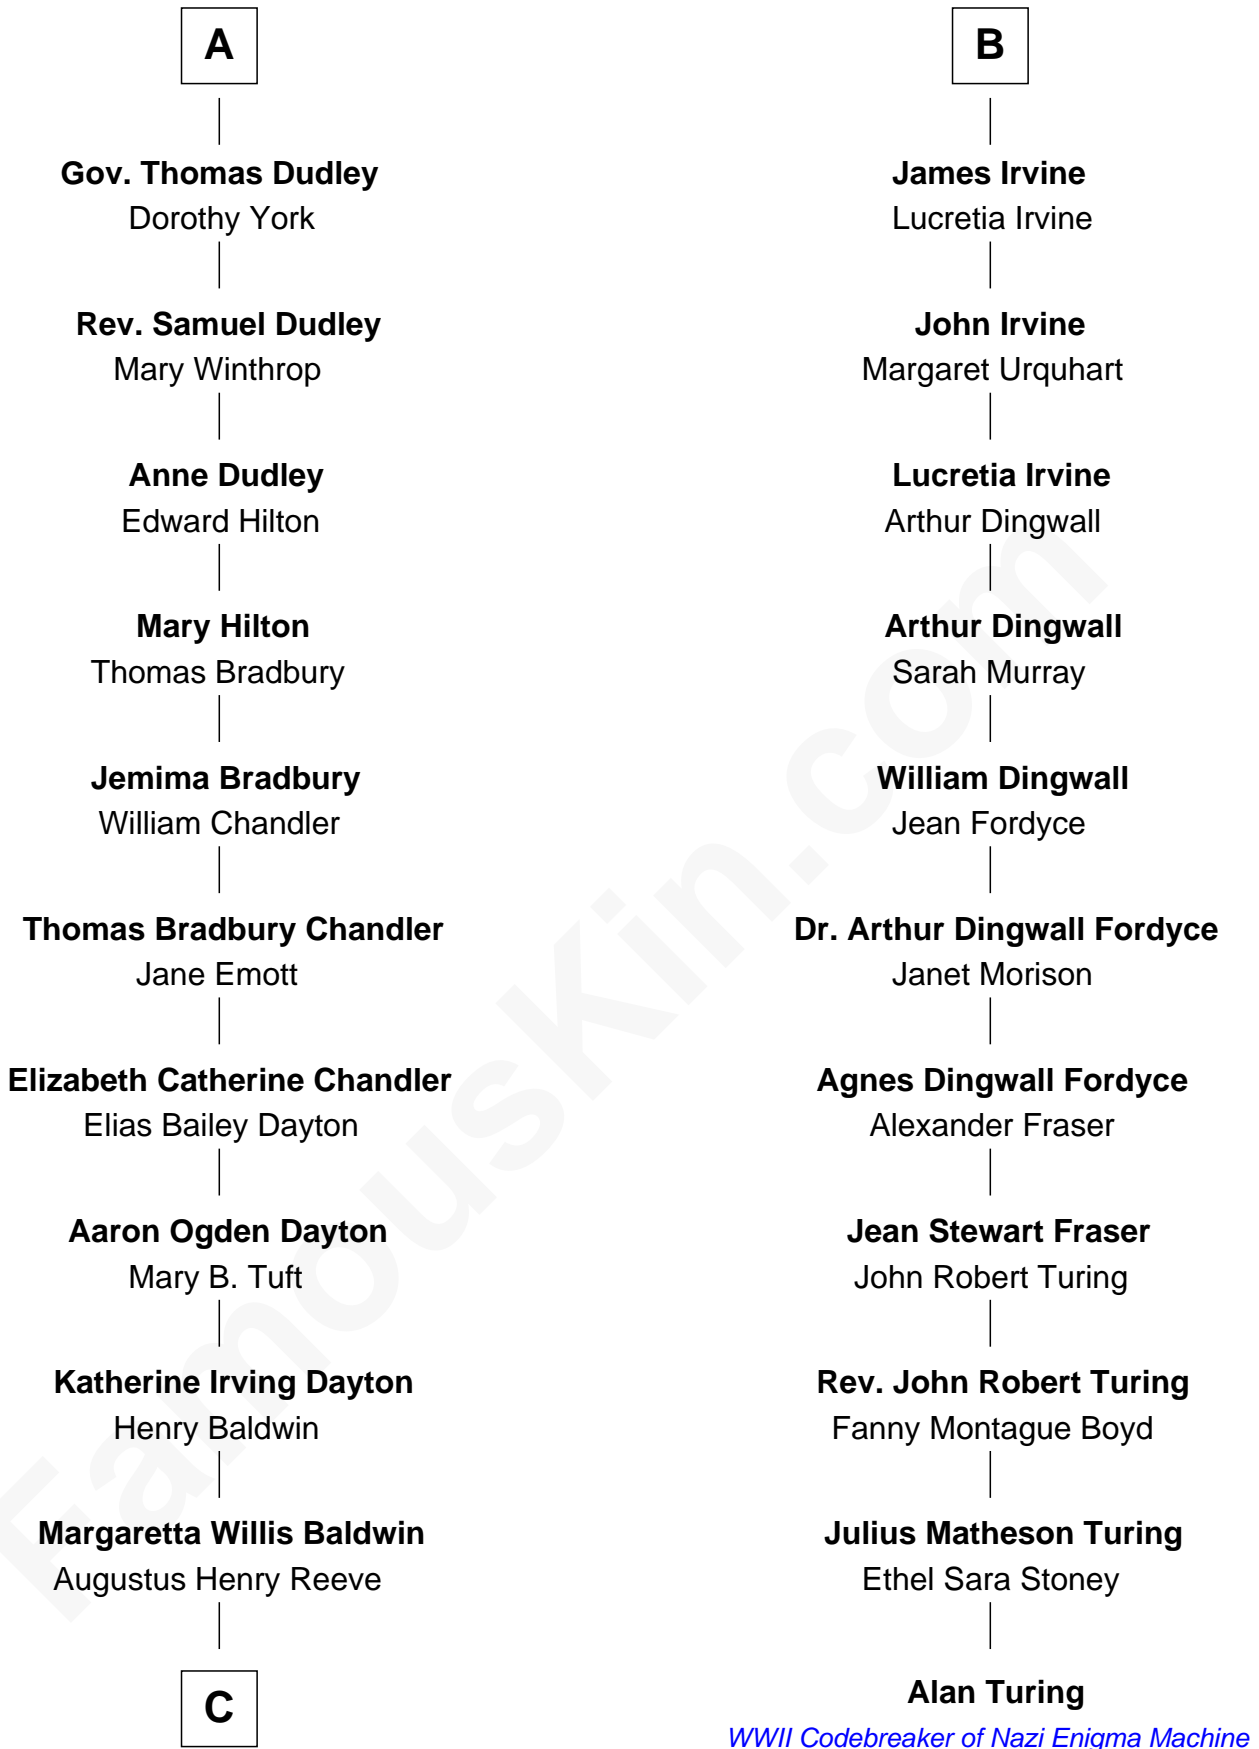 A
Gov. Thomas Dudley
Dorothy York
Rev. Samuel Dudley
Mary Winthrop
Anne Dudley
Edward Hilton
Mary Hilton
Thomas Bradbury
Jemima Bradbury
William Chandler
Thomas Bradbury Chandler
Jane Emott
Elizabeth Catherine Chandler
Elias Bailey Dayton
Aaron Ogden Dayton
Mary B. Tuft
Katherine Irving Dayton
Henry Baldwin
Margaretta Willis Baldwin
Augustus Henry Reeve
C
B
James Irvine
Lucretia Irvine
John Irvine
Margaret Urquhart
Lucretia Irvine
Arthur Dingwall
Arthur Dingwall
Sarah Murray
William Dingwall
Jean Fordyce
Dr. Arthur Dingwall Fordyce
Janet Morison
Agnes Dingwall Fordyce
Alexander Fraser
Jean Stewart Fraser
John Robert Turing
Rev. John Robert Turing
Fanny Montague Boyd
Julius Matheson Turing
Ethel Sara Stoney
Alan Turing
WWII Codebreaker of Nazi Enigma Machine
FamousKin.com